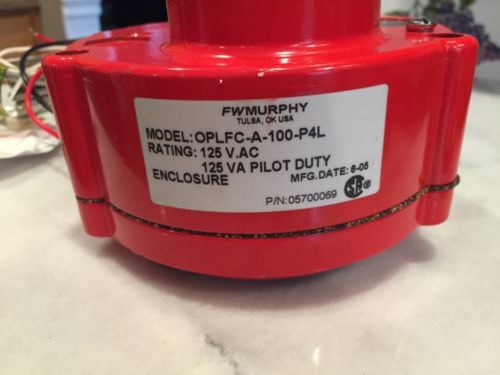 FWMURPHY
TULSA, OK USA
MODEL: OPLFC-A-100-P4L
RATING: 125 V.AC
125 VA PILOT DUTY
ENCLOSURE MFG.DATE: 6-05
P/N:05700069